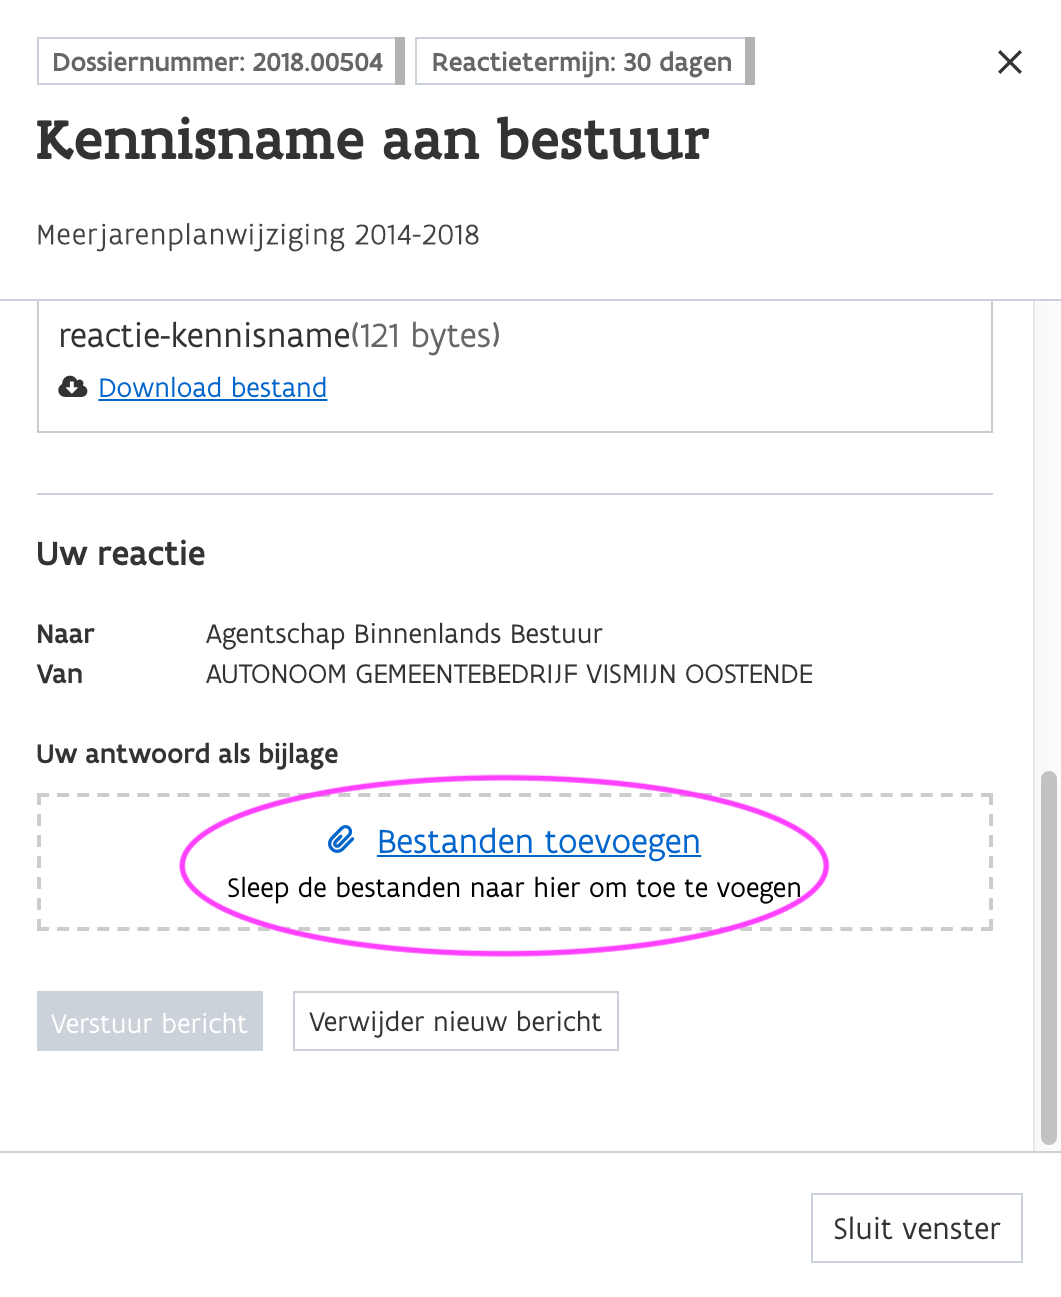 Dossiernummer: 2018.00504
Reactietermijn: 30 dagen
Kennisname aan bestuur
Meerjarenplanwijziging 2014-2018
reactie-kennisname(121 bytes)
Download bestand
Uw reactie
Naar Agentschap Binnenlands Bestuur
Van AUTONOOM GEMEENTEBEDRIJF VISMIJN OOSTENDE
Uw antwoord als bijlage
Bestanden toevoegen
Sleep de bestanden naar hier om toe te voegen
Verstuur bericht
Verwijder nieuw bericht
Sluit venster